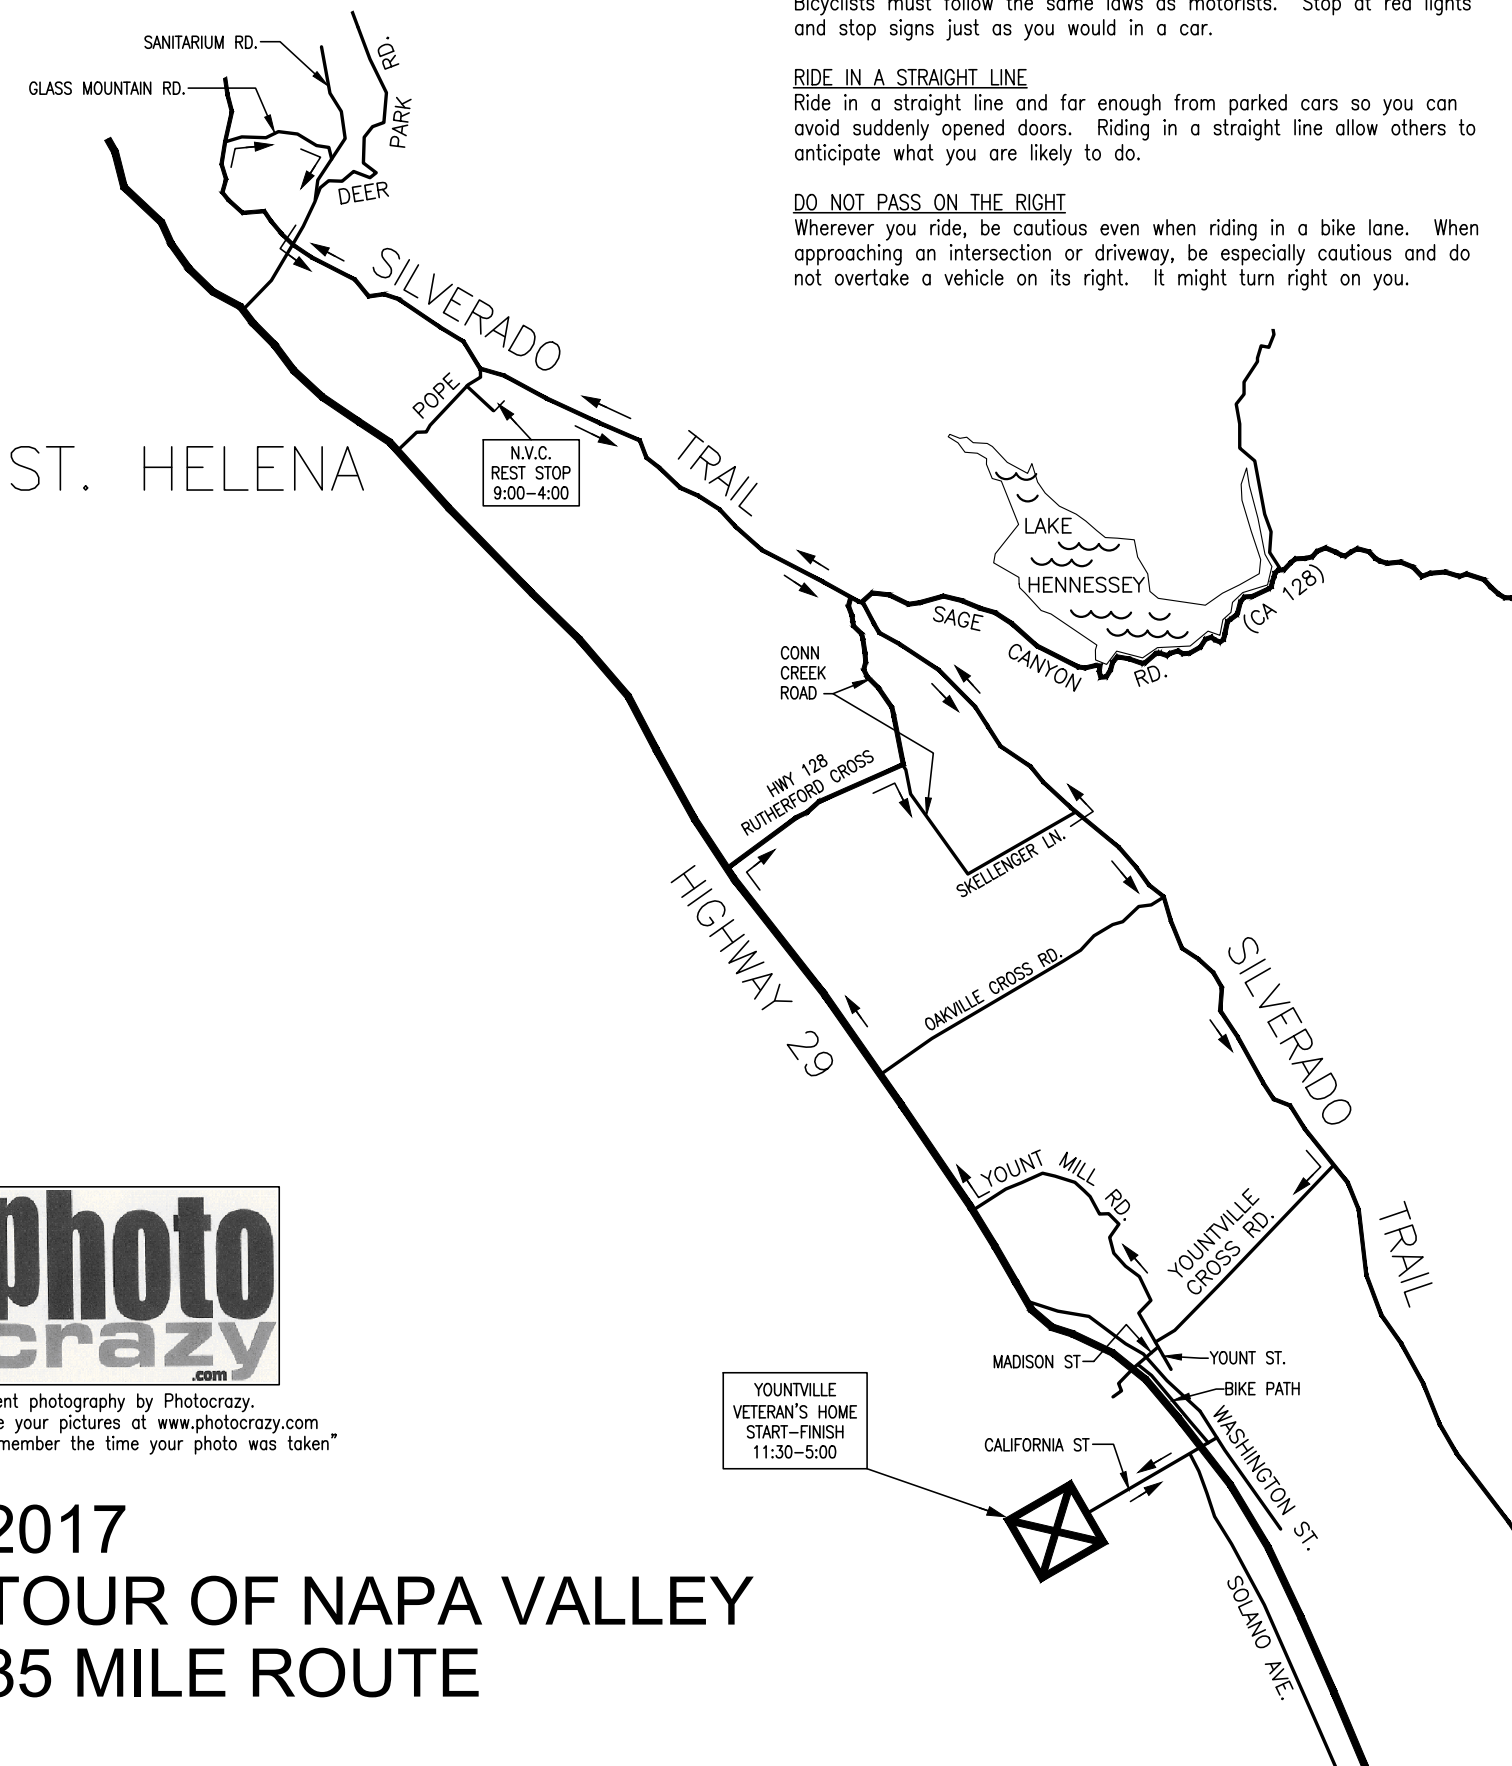 Bicyclists must follow the same laws as motorists. Stop at red lights
and stop signs just as you would in a car.
RIDE IN A STRAIGHT LINE
Ride in a straight line and far enough from parked cars so you can
avoid suddenly opened doors. Riding in a straight line allow others to
anticipate what you are likely to do.
DO NOT PASS ON THE RIGHT
Wherever you ride, be cautious even when riding in a bike lane. When
approaching an intersection or driveway, be especially cautious and do
not overtake a vehicle on its right. It might turn right on you.
SANITARIUM RD.
GLASS MOUNTAIN RD.
DEER PARK RD.
SILVERADO
TRAIL
POPE
N.V.C.
REST STOP
9:00-4:00
ST. HELENA
LAKE
HENNESSEY
SAGE CANYON RD. (CA 128)
CONN
CREEK
ROAD
HWY 128
RUTHERFORD CROSS
SKELLENGER LN.
HIGHWAY 29
OAKVILLE CROSS RD.
SILVERADO
TRAIL
YOUNT MILL RD.
YOUNTVILLE
CROSS RD.
MADISON ST
YOUNT ST.
BIKE PATH
WASHINGTON ST.
CALIFORNIA ST
YOUNTVILLE
VETERAN'S HOME
START-FINISH
11:30-5:00
SOLANO AVE.
photo
crazy
.com
ent photography by Photocrazy.
e your pictures at www.photocrazy.com
member the time your photo was taken"
2017
TOUR OF NAPA VALLEY
35 MILE ROUTE